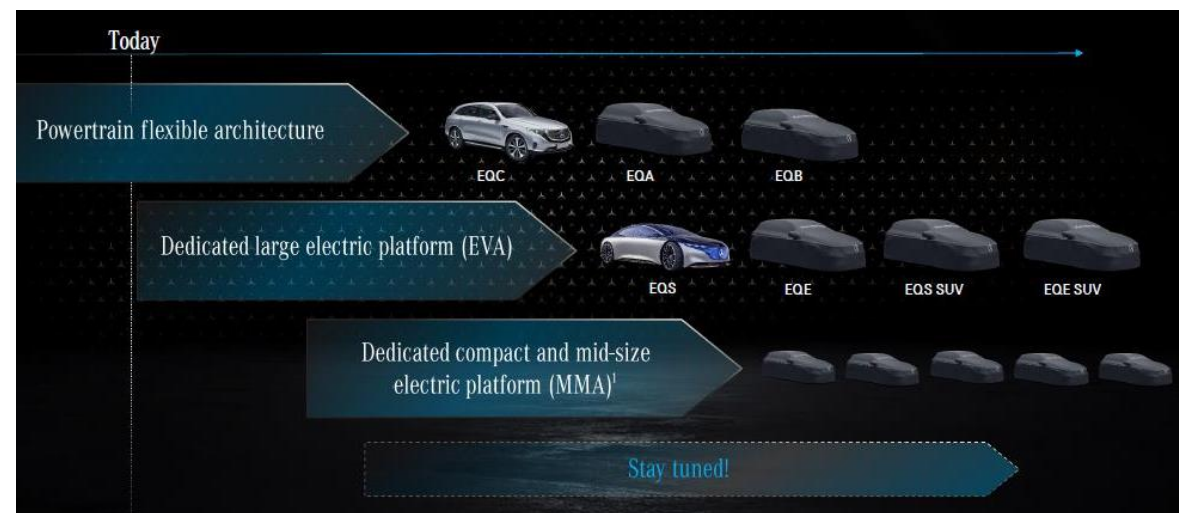 Today
Powertrain flexible architecture
EQC
EQA
EQB
Dedicated large electric platform (EVA)
EQS
EQE
EQS SUV
EQE SUV
Dedicated compact and mid-size
electric platform (MMA)¹
Stay tuned!